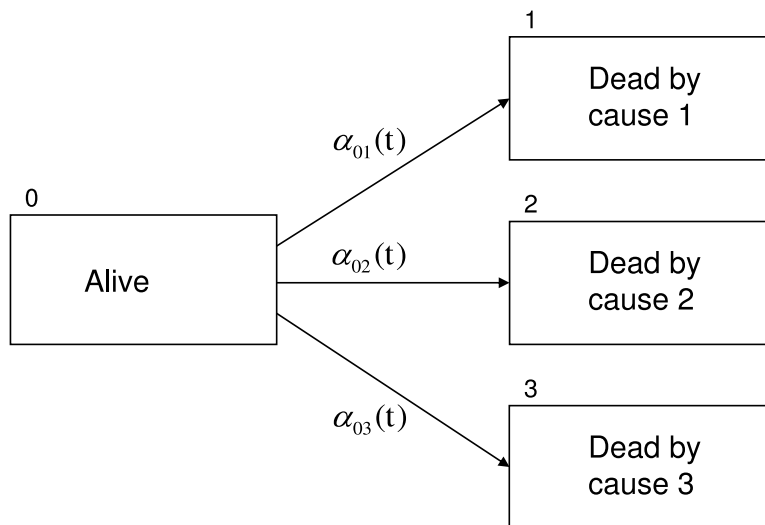 1
Dead by
cause 1
α₀₁(t)
0
Alive
2
Dead by
cause 2
α₀₂(t)
3
Dead by
cause 3
α₀₃(t)